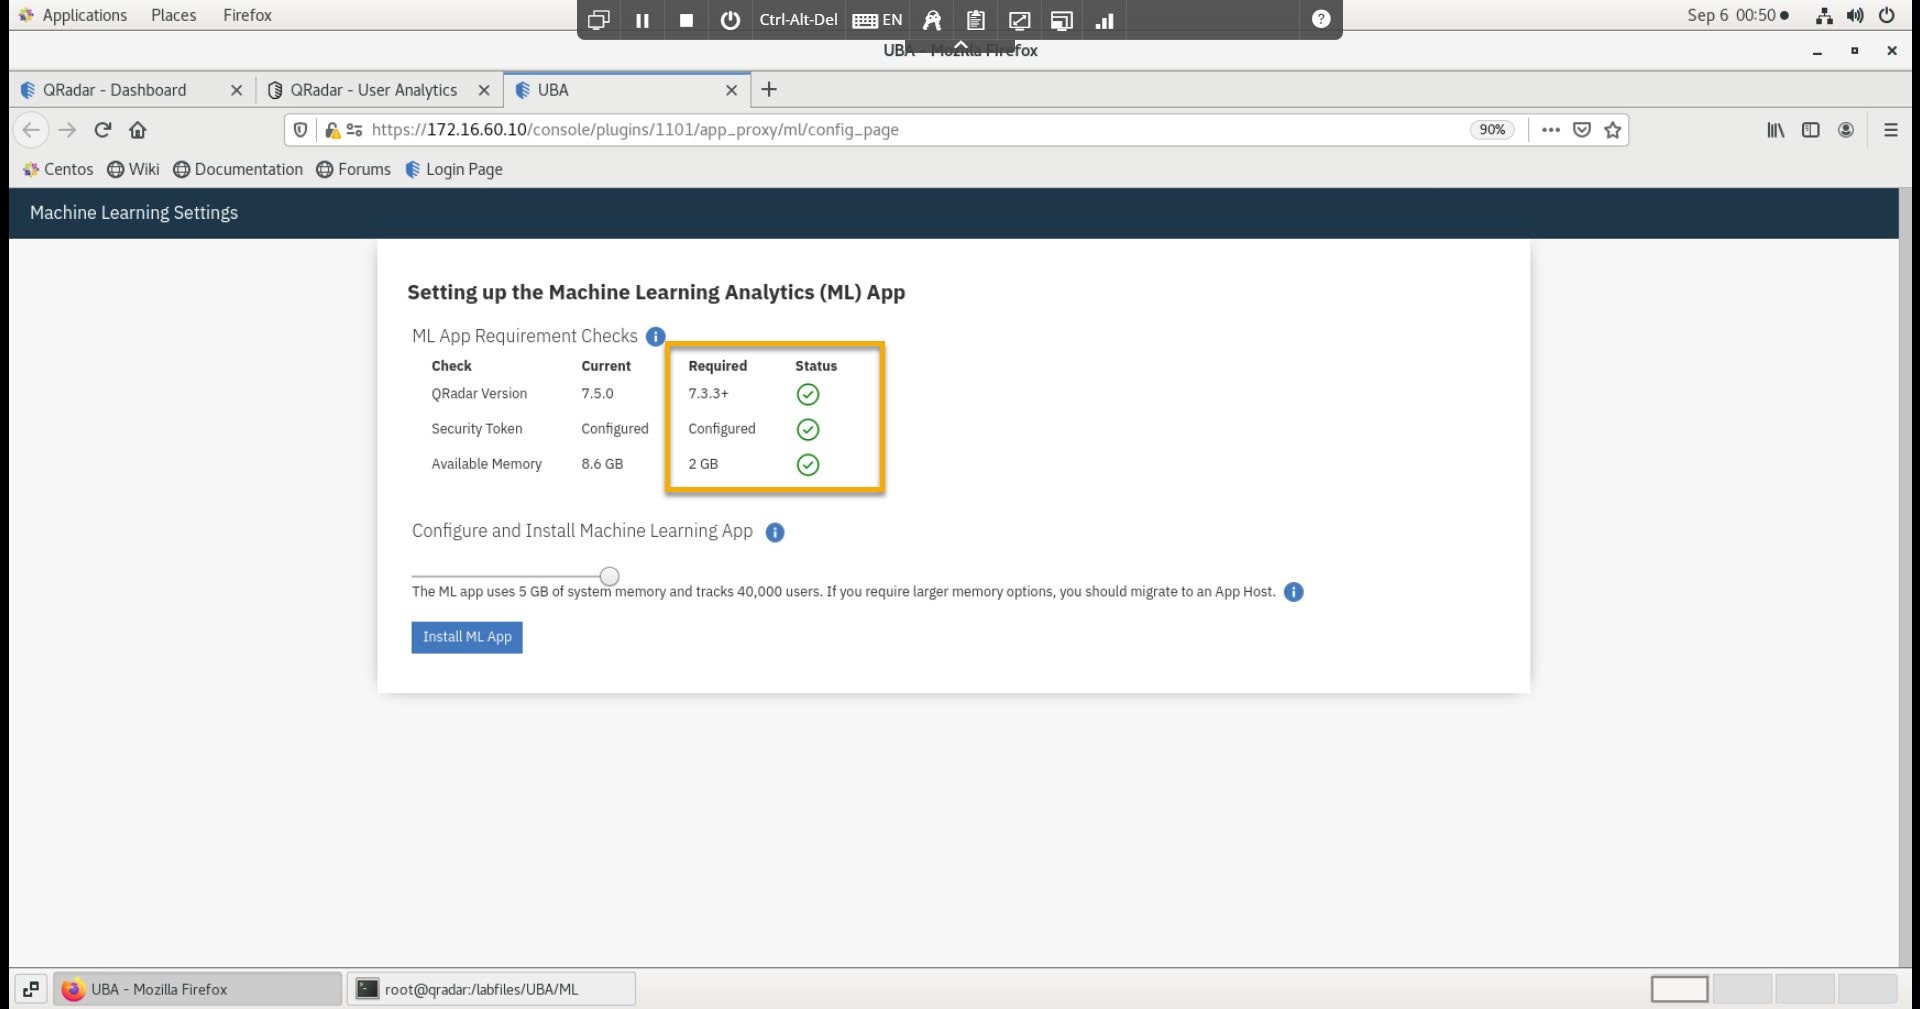 Applications Places Firefox
Ctrl-Alt-Del EN ?
Sep 6 00:50
UBA - Mozilla Firefox
QRadar - Dashboard
QRadar - User Analytics
UBA
https://172.16.60.10/console/plugins/1101/app_proxy/ml/config_page
90%
Centos Wiki Documentation Forums Login Page
Machine Learning Settings
Setting up the Machine Learning Analytics (ML) App
ML App Requirement Checks i
Check Current Required Status
QRadar Version 7.5.0 7.3.3+
Security Token Configured Configured
Available Memory 8.6 GB 2 GB
Configure and Install Machine Learning App i
The ML app uses 5 GB of system memory and tracks 40,000 users. If you require larger memory options, you should migrate to an App Host. i
Install ML App
UBA - Mozilla Firefox
root@qradar:/labfiles/UBA/ML